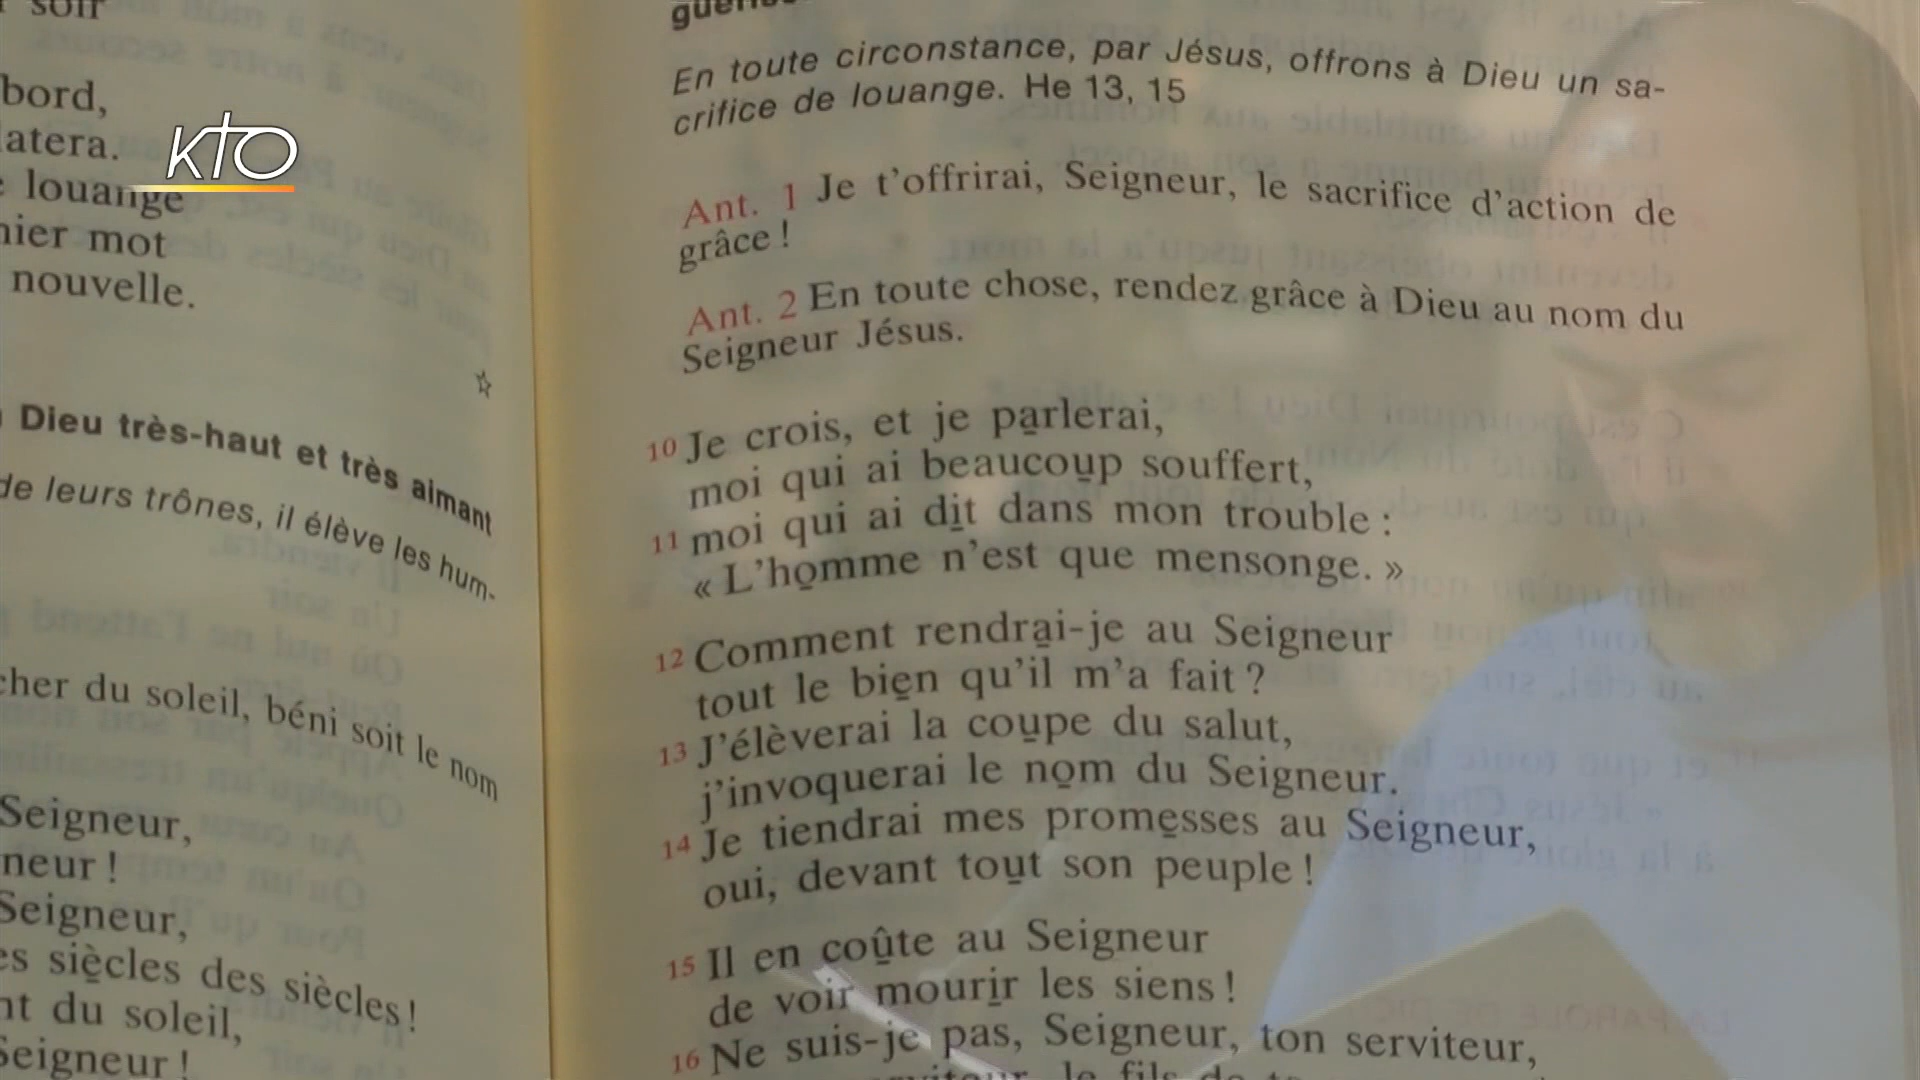 soir
bord,
latera.
louange
nier mot
nouvelle.
☆
Dieu très-haut et très aimant
de leurs trônes, il élève les hum-
cher du soleil, béni soit le nom
Seigneur,
neur !
Seigneur,
es siècles des siècles !
nt du soleil,
Seigneur !
KTO
En toute circonstance, par Jésus, offrons à Dieu un sa-
crifice de louange. He 13, 15
Ant. 1 Je t'offrirai, Seigneur, le sacrifice d'action de
grâce !
Ant. 2 En toute chose, rendez grâce à Dieu au nom du
Seigneur Jésus.
10 Je crois, et je parlerai,
moi qui ai beaucoup souffert,
11 moi qui ai dit dans mon trouble :
« L'homme n'est que mensonge. »
12 Comment rendrai-je au Seigneur
tout le bien qu'il m'a fait ?
13 J'élèverai la coupe du salut,
j'invoquerai le nom du Seigneur.
14 Je tiendrai mes promesses au Seigneur,
oui, devant tout son peuple !
15 Il en coûte au Seigneur
de voir mourir les siens !
16 Ne suis-je pas, Seigneur, ton serviteur,
le fils de